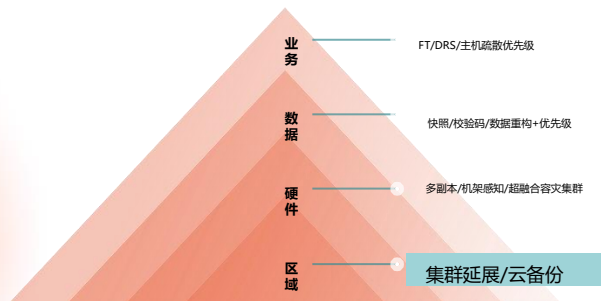 业务
FT/DRS/主机疏散优先级
数据
快照/校验码/数据重构+优先级
硬件
多副本/机架感知/超融合容灾集群
区域
集群延展/云备份